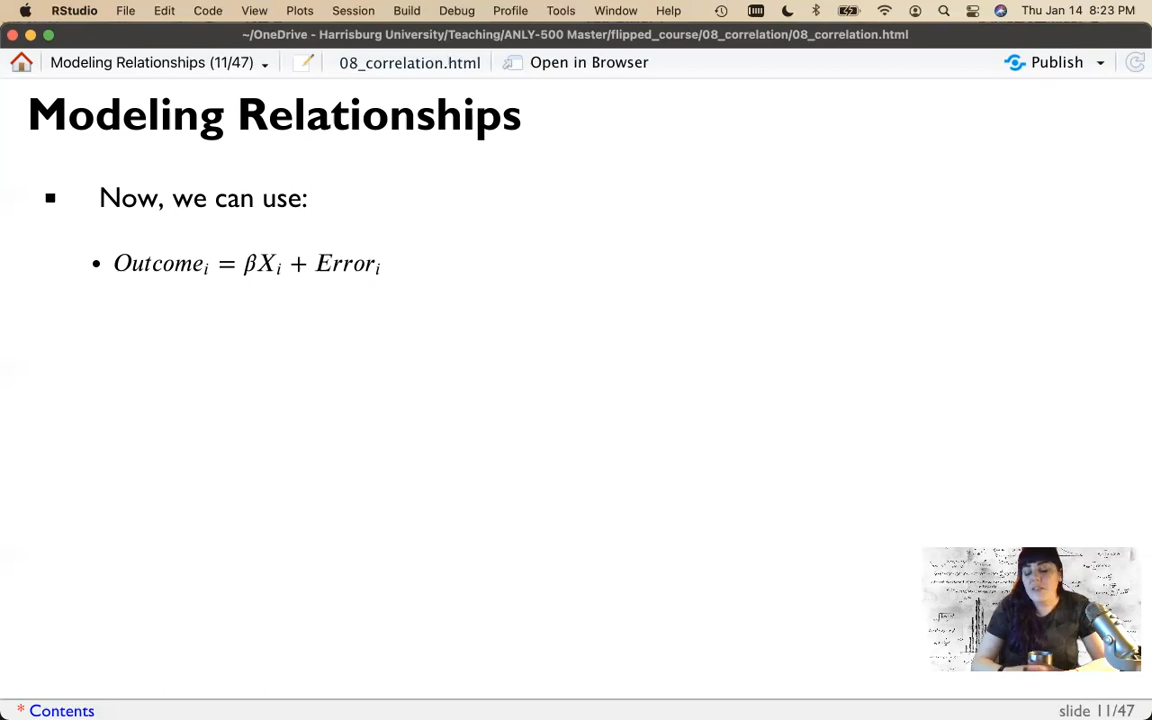 RStudio File Edit Code View Plots Session Build Debug Profile Tools Window Help Thu Jan 14 8:23 PM
~/OneDrive - Harrisburg University/Teaching/ANLY-500 Master/flipped_course/08_correlation/08_correlation.html
Modeling Relationships (11/47) 08_correlation.html Open in Browser Publish
Modeling Relationships
Now, we can use:
Outcomeᵢ = βXᵢ + Errorᵢ
* Contents slide 11/47